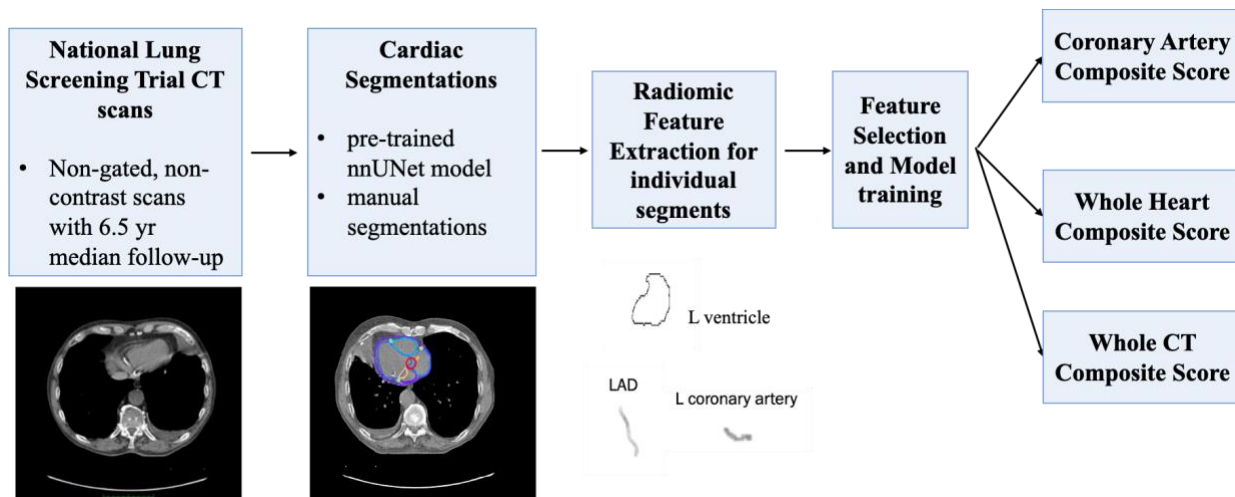 National Lung
Screening Trial CT
scans
• Non-gated, non-
contrast scans
with 6.5 yr
median follow-up
Cardiac
Segmentations
• pre-trained
nnUNet model
• manual
segmentations
Radiomic
Feature
Extraction for
individual
segments
L ventricle
LAD
L coronary artery
Feature
Selection
and Model
training
Coronary Artery
Composite Score
Whole Heart
Composite Score
Whole CT
Composite Score